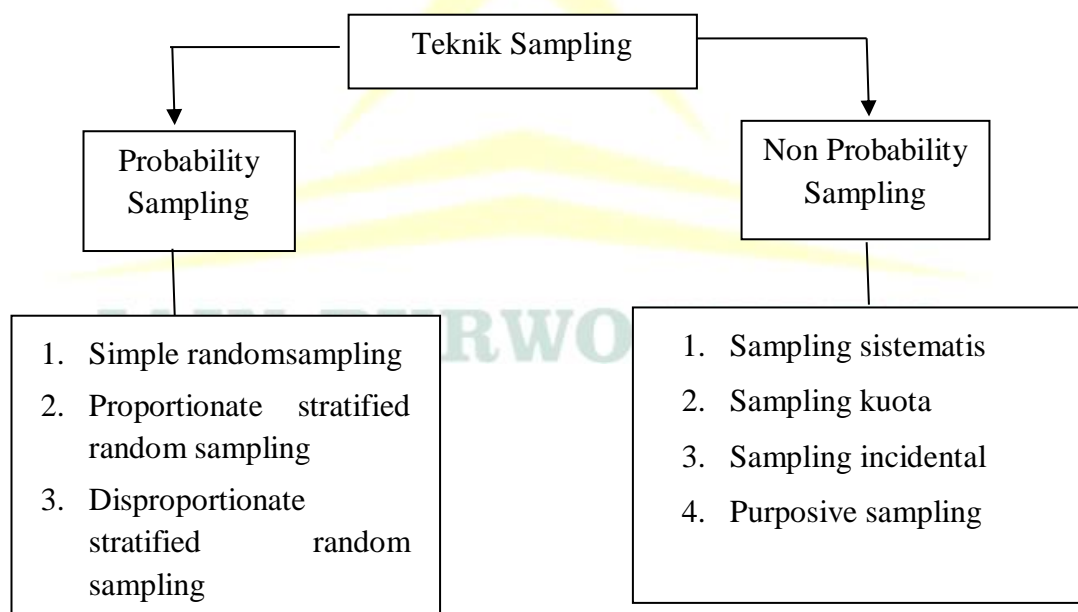 Teknik Sampling
Probability
Sampling
Non Probability
Sampling
1. Simple randomsampling
2. Proportionate stratified
random sampling
3. Disproportionate
stratified random
sampling
1. Sampling sistematis
2. Sampling kuota
3. Sampling incidental
4. Purposive sampling